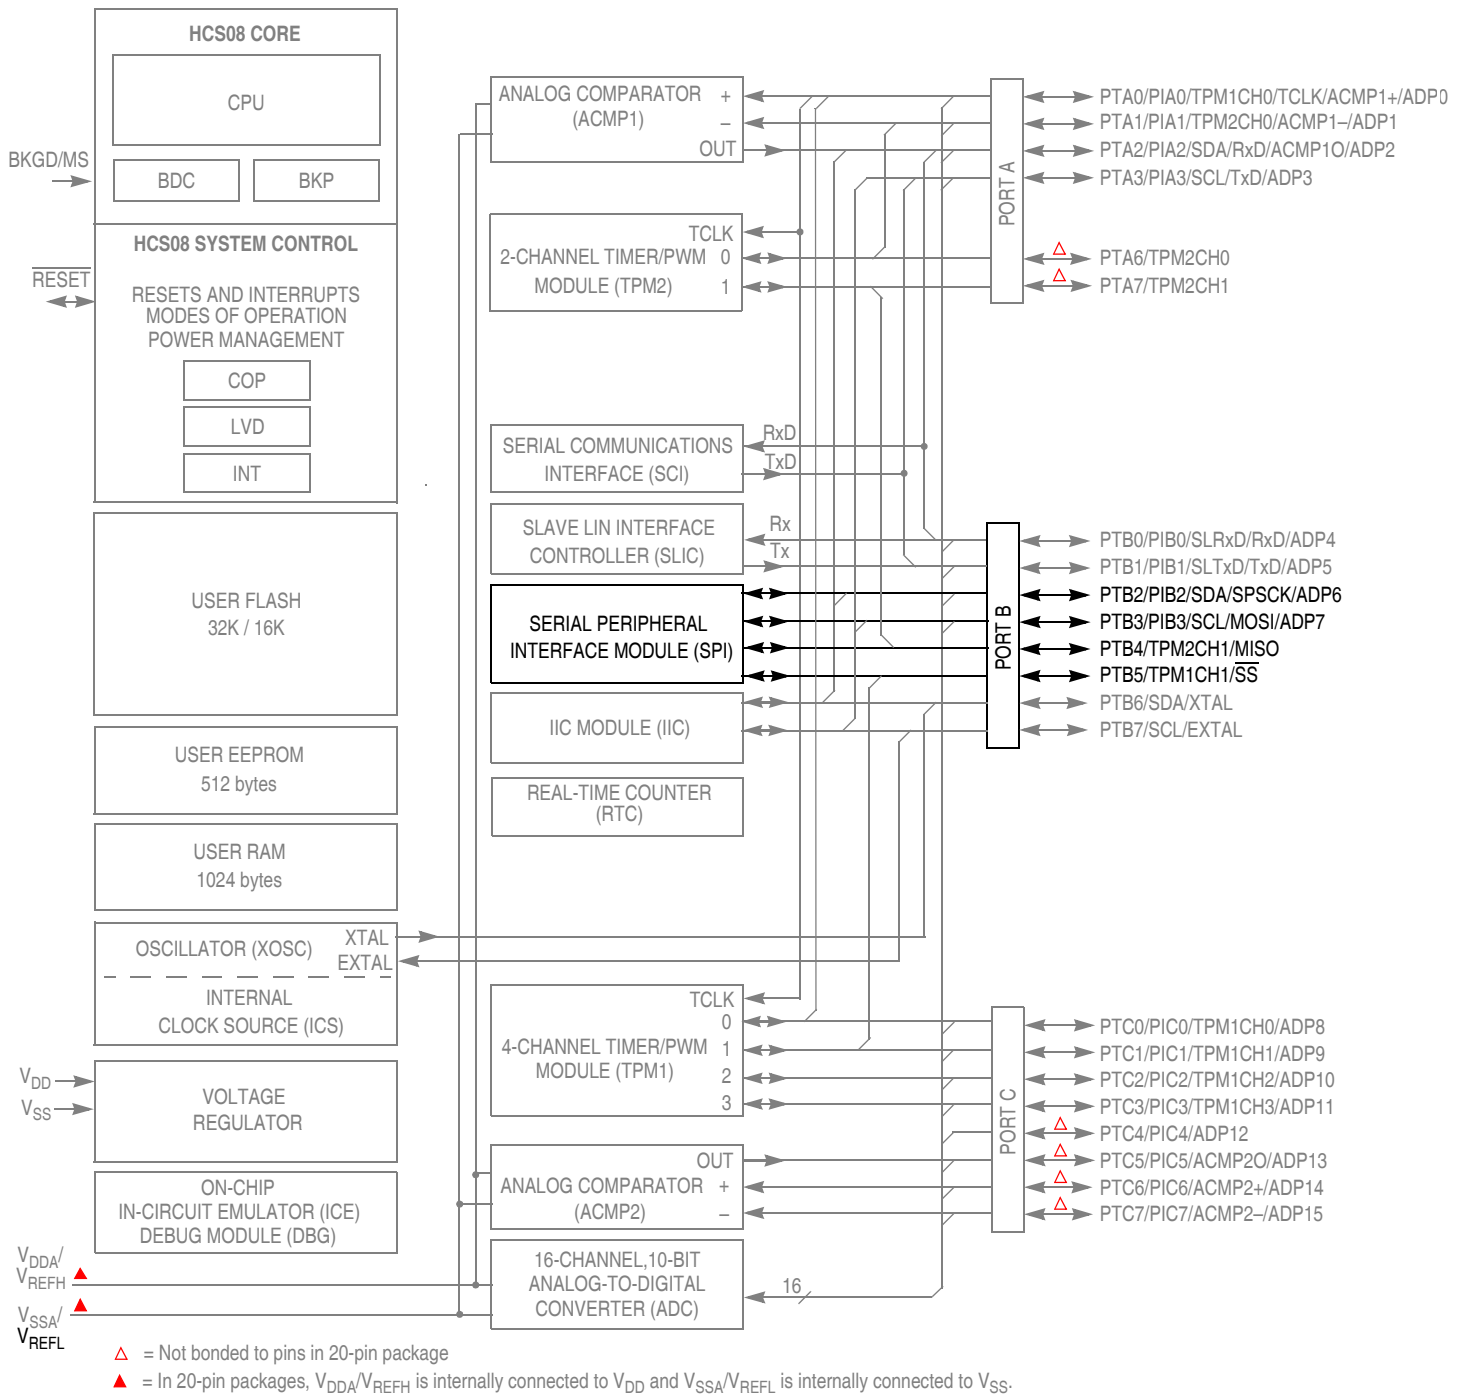 HCS08 CORE
CPU
BKGD/MS
BDC
BKP
HCS08 SYSTEM CONTROL
RESET
RESETS AND INTERRUPTS
MODES OF OPERATION
POWER MANAGEMENT
COP
LVD
INT
USER FLASH
32K / 16K
USER EEPROM
512 bytes
USER RAM
1024 bytes
OSCILLATOR (XOSC)
XTAL
EXTAL
INTERNAL
CLOCK SOURCE (ICS)
VDD
VSS
VOLTAGE
REGULATOR
ON-CHIP
IN-CIRCUIT EMULATOR (ICE)
DEBUG MODULE (DBG)
VDDA/
VREFH
VSSA/
VREFL
ANALOG COMPARATOR
(ACMP1)
+
–
OUT
TCLK
2-CHANNEL TIMER/PWM 0
MODULE (TPM2) 1
SERIAL COMMUNICATIONS
INTERFACE (SCI)
RxD
TxD
SLAVE LIN INTERFACE
CONTROLLER (SLIC)
Rx
Tx
SERIAL PERIPHERAL
INTERFACE MODULE (SPI)
IIC MODULE (IIC)
REAL-TIME COUNTER
(RTC)
TCLK
0
4-CHANNEL TIMER/PWM 1
MODULE (TPM1)
2
3
OUT
ANALOG COMPARATOR +
(ACMP2) –
16-CHANNEL,10-BIT
ANALOG-TO-DIGITAL
CONVERTER (ADC)
16
PORT A
PTA0/PIA0/TPM1CH0/TCLK/ACMP1+/ADP0
PTA1/PIA1/TPM2CH0/ACMP1–/ADP1
PTA2/PIA2/SDA/RxD/ACMP1O/ADP2
PTA3/PIA3/SCL/TxD/ADP3
PTA6/TPM2CH0
PTA7/TPM2CH1
PORT B
PTB0/PIB0/SLRxD/RxD/ADP4
PTB1/PIB1/SLTxD/TxD/ADP5
PTB2/PIB2/SDA/SPSCK/ADP6
PTB3/PIB3/SCL/MOSI/ADP7
PTB4/TPM2CH1/MISO
PTB5/TPM1CH1/SS
PTB6/SDA/XTAL
PTB7/SCL/EXTAL
PORT C
PTC0/PIC0/TPM1CH0/ADP8
PTC1/PIC1/TPM1CH1/ADP9
PTC2/PIC2/TPM1CH2/ADP10
PTC3/PIC3/TPM1CH3/ADP11
PTC4/PIC4/ADP12
PTC5/PIC5/ACMP2O/ADP13
PTC6/PIC6/ACMP2+/ADP14
PTC7/PIC7/ACMP2–/ADP15
△ = Not bonded to pins in 20-pin package
▲ = In 20-pin packages, VDDA/VREFH is internally connected to VDD and VSSA/VREFL is internally connected to VSS.